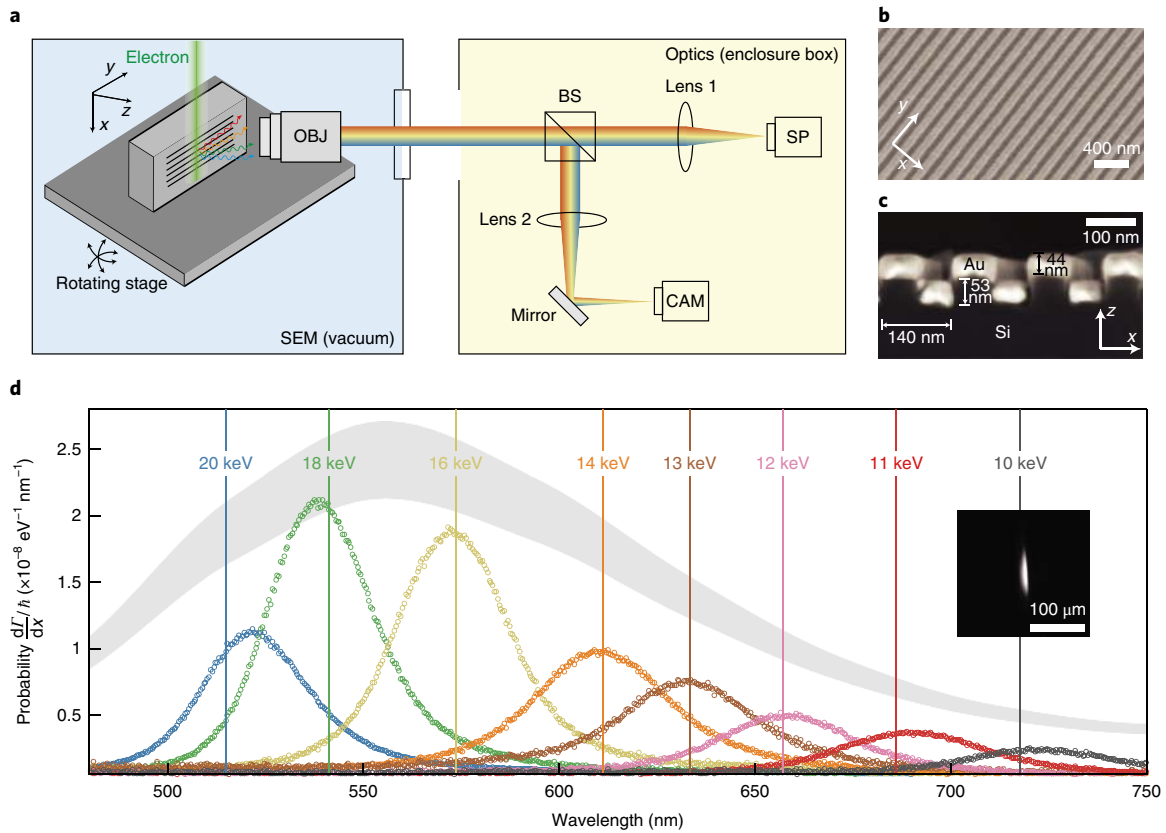 a
Electron
y
z
x
OBJ
Rotating stage
SEM (vacuum)
Optics (enclosure box)
BS
Lens 1
SP
Lens 2
Mirror
CAM
b
y
x
400 nm
c
100 nm
Au
44
nm
53
nm
140 nm
Si
z
x
d
Probability dΓ/dx /ℏ (×10⁻⁸ eV⁻¹ nm⁻¹)
2.5
2
1.5
1
0.5
20 keV
18 keV
16 keV
14 keV
13 keV
12 keV
11 keV
10 keV
100 μm
500
550
600
650
700
750
Wavelength (nm)